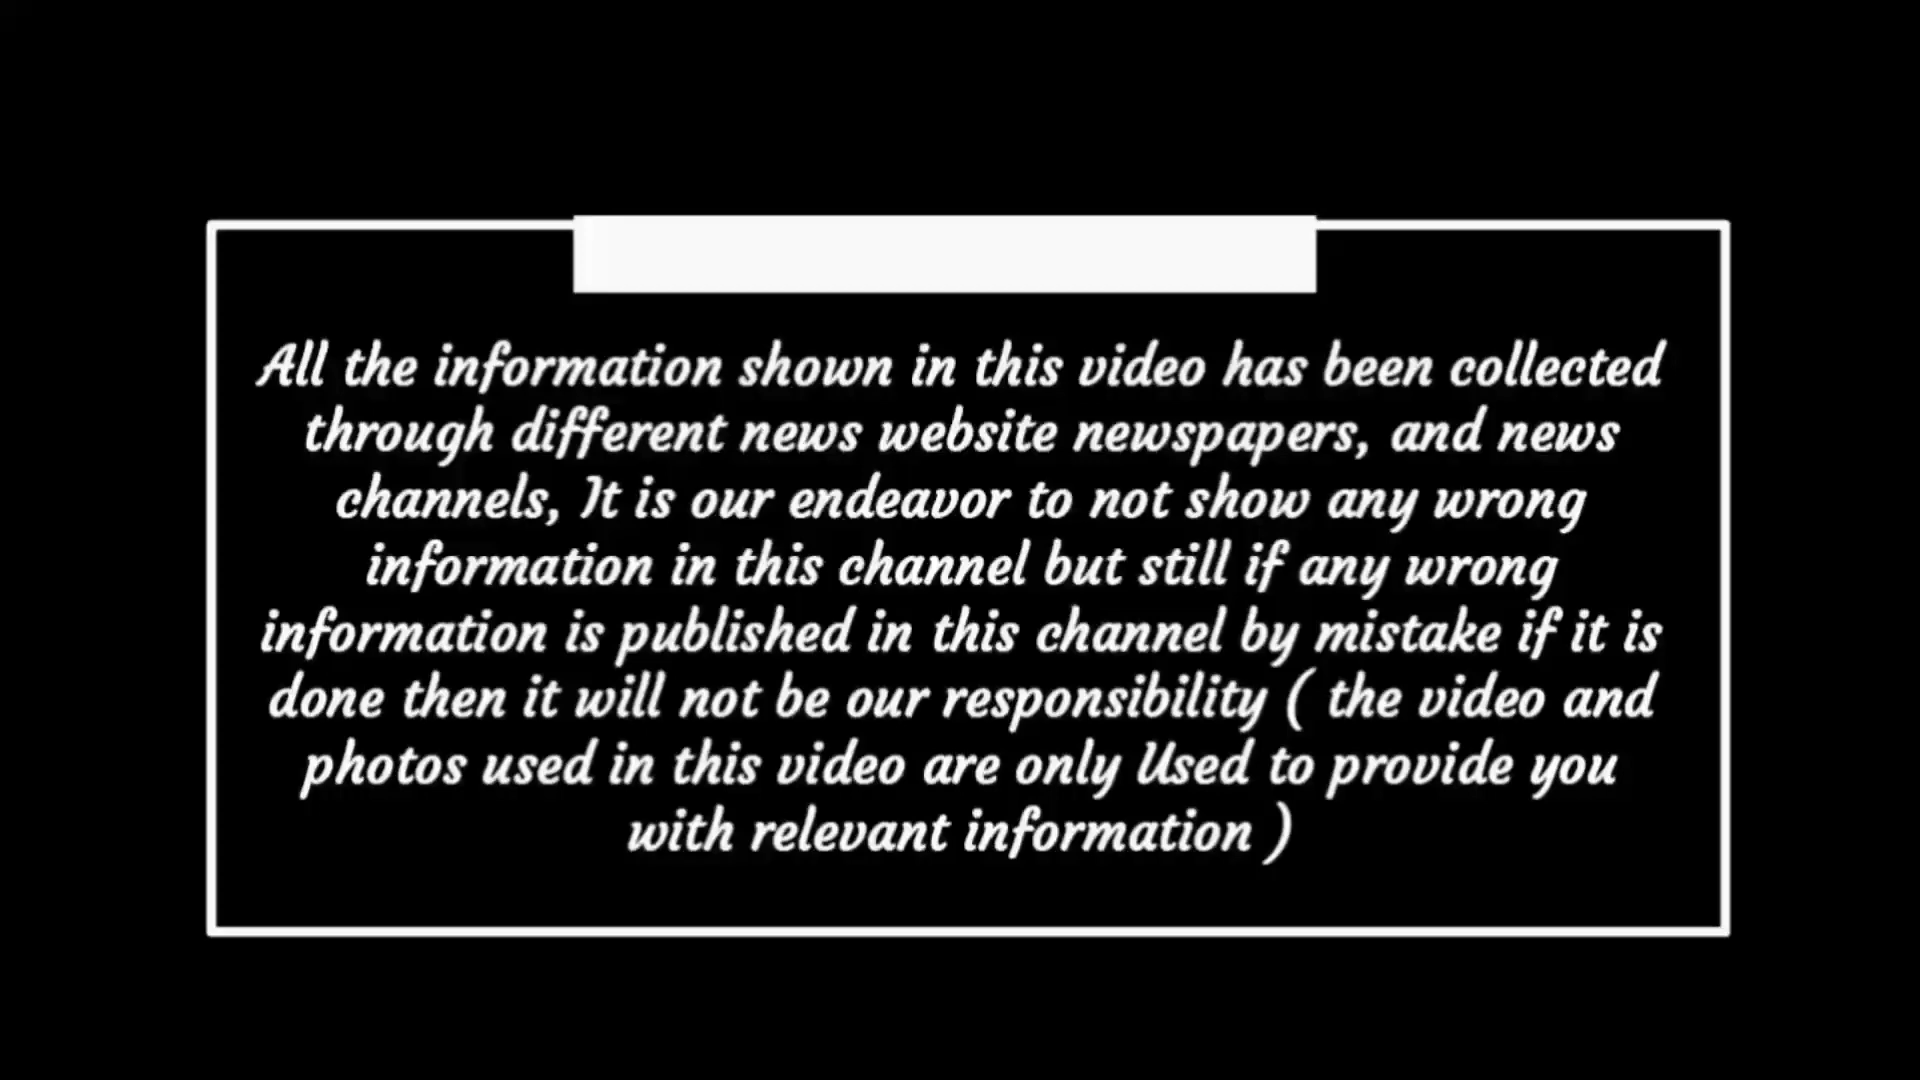 All the information shown in this video has been collected
through different news website newspapers, and news
channels, It is our endeavor to not show any wrong
information in this channel but still if any wrong
information is published in this channel by mistake if it is
done then it will not be our responsibility ( the video and
photos used in this video are only Used to provide you
with relevant information )